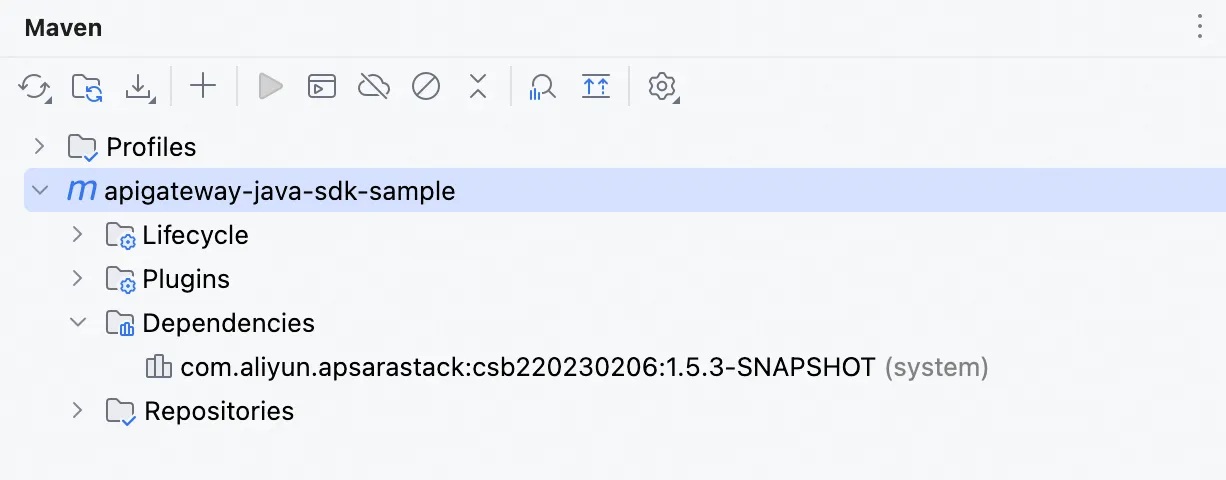 Maven
Profiles
m apigateway-java-sdk-sample
Lifecycle
Plugins
Dependencies
com.aliyun.apsarastack:csb220230206:1.5.3-SNAPSHOT (system)
Repositories